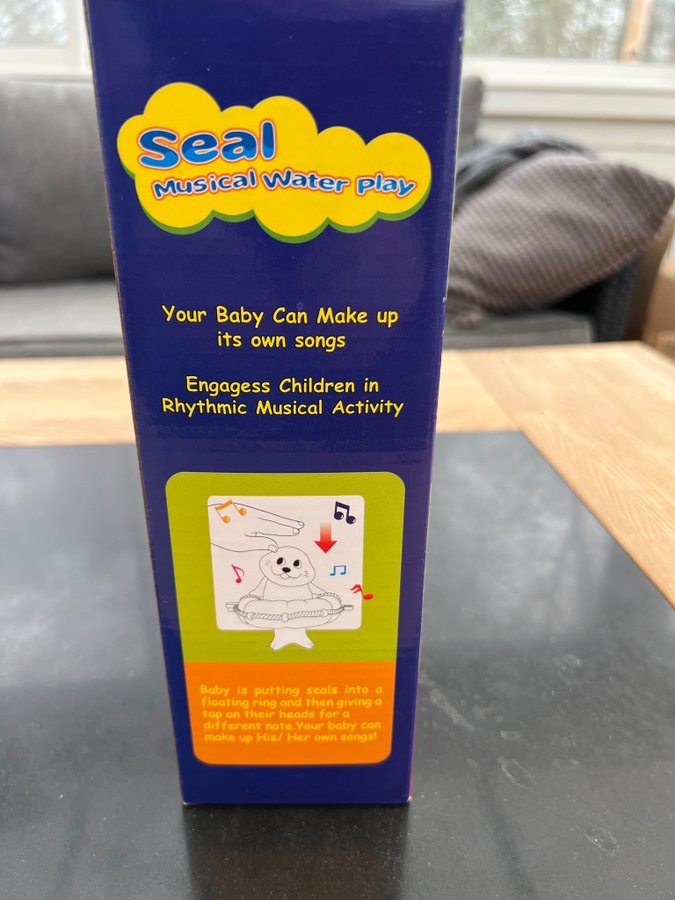 Seal
Musical Water Play
Your Baby Can Make up
its own songs
Engagess Children in
Rhythmic Musical Activity
Baby is putting seals into a
floating ring and then giving a
tap on their heads for a
different note.Your baby can
make up His/ Her own songs!